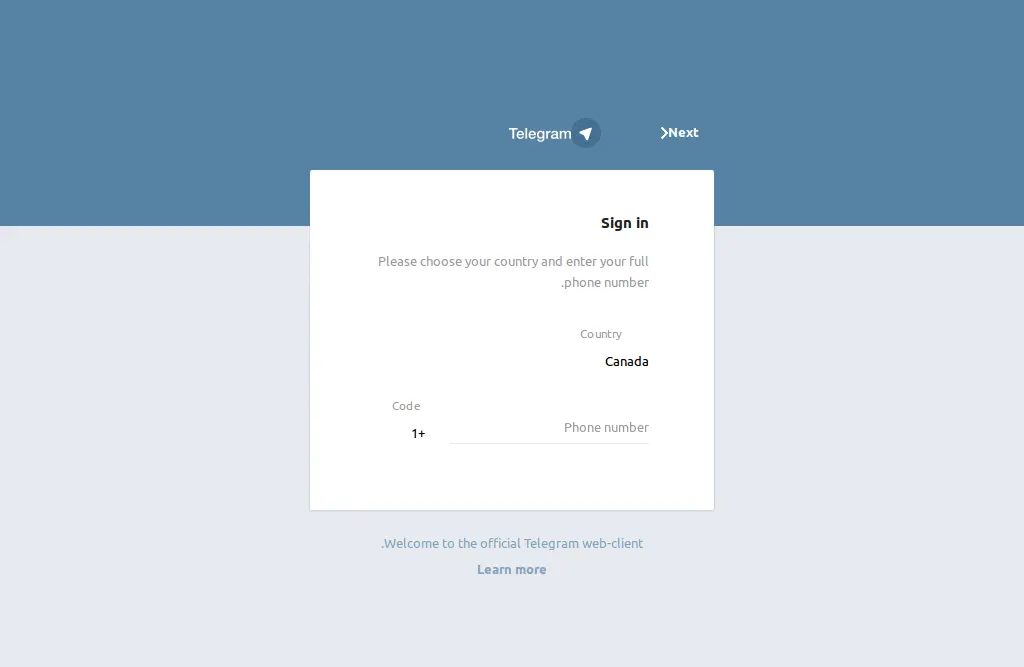 Telegram
Next
Sign in
Please choose your country and enter your full
.phone number
Country
Canada
Code
1+
Phone number
.Welcome to the official Telegram web-client
Learn more